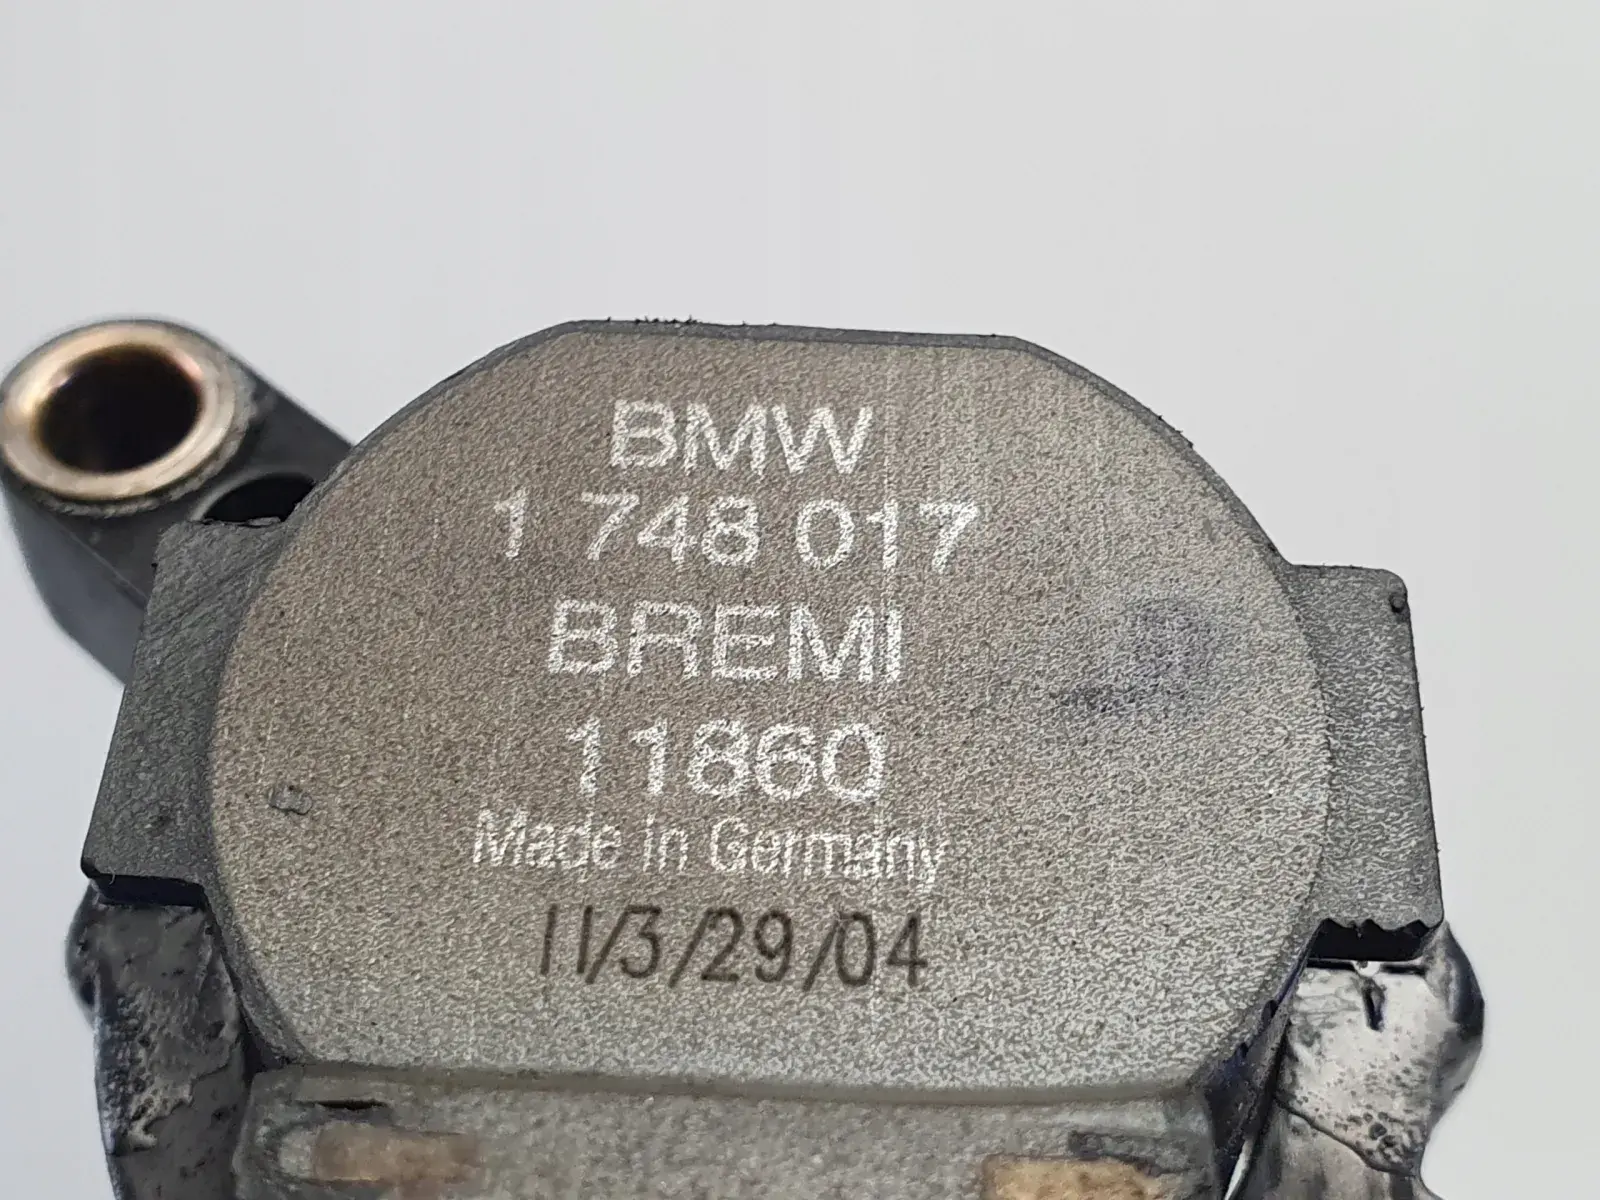 BMW
1 748 017
BREMI
11860
Made in Germany
11/3/29/04